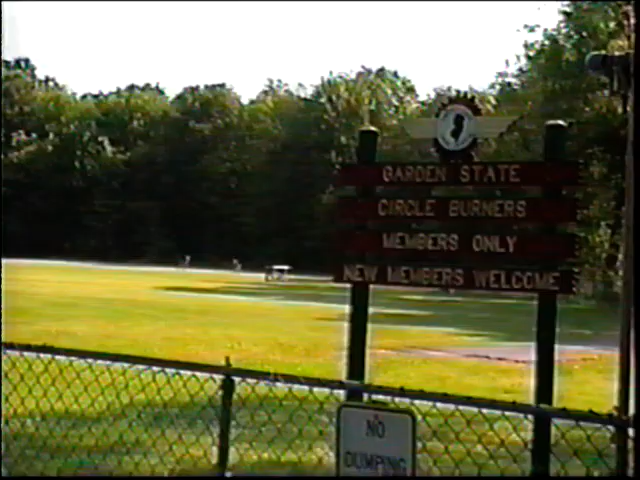 GARDEN STATE
CIRCLE BURNERS
MEMBERS ONLY
NEW MEMBERS WELCOME
NO
DUMPING